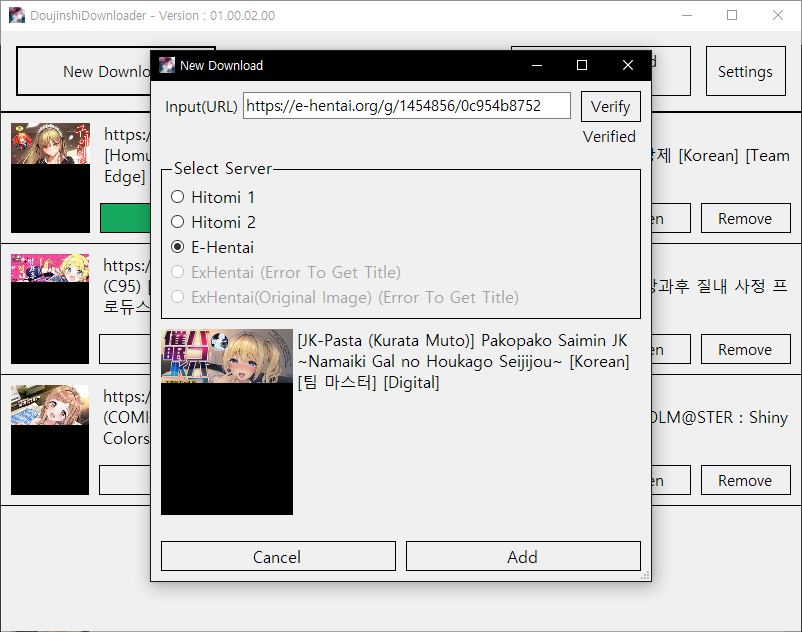 DoujinshiDownloader - Version : 01.00.02.00
New Downlo
Settings
New Download
Input(URL) https://e-hentai.org/g/1454856/0c954b8752 Verify
Verified
Select Server
Hitomi 1
Hitomi 2
E-Hentai
ExHentai (Error To Get Title)
ExHentai(Original Image) (Error To Get Title)
[JK-Pasta (Kurata Muto)] Pakopako Saimin JK
~Namaiki Gal no Houkago Seijijou~ [Korean]
[팀 마스터] [Digital]
Cancel Add
https:/
[Homu
[Korean] [Team
Edge]
en Remove
https:/
(C95) [
방과후 질내 사정 프
로듀스
en Remove
https:/
(COMI
OLM@STER : Shiny
Colors
en Remove